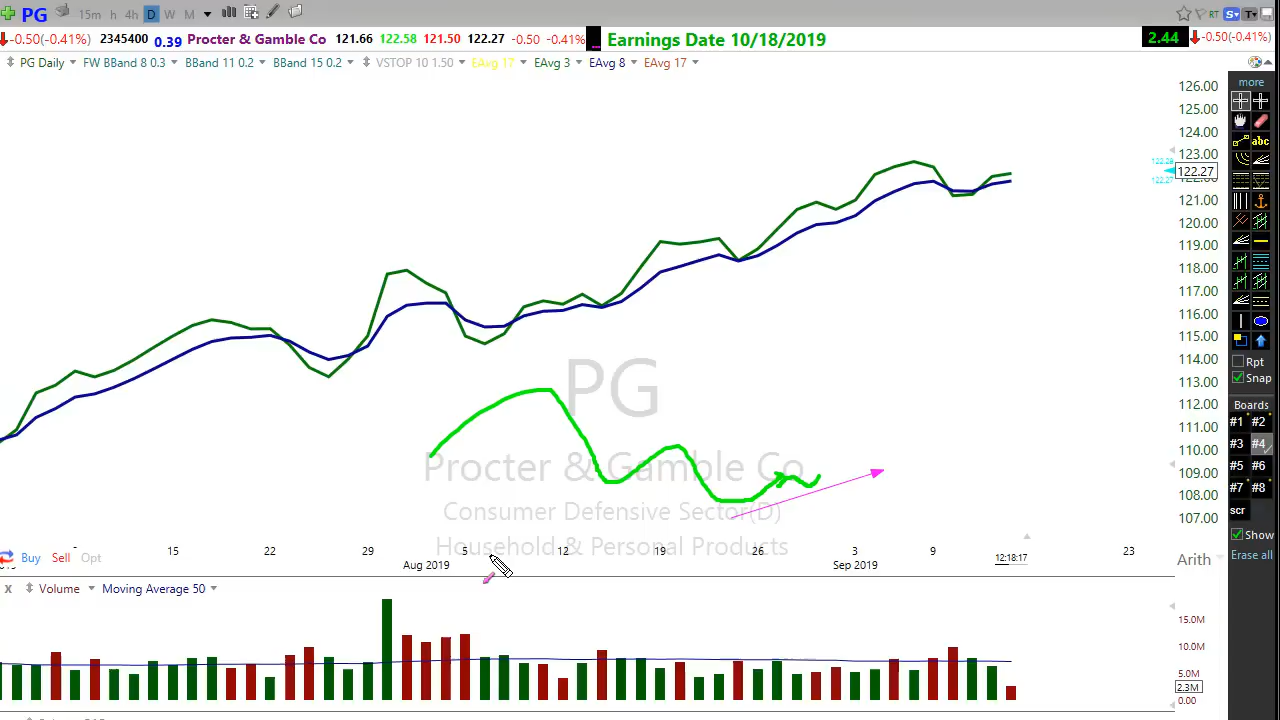 PG 15m h 4h D W M RT S T
-0.50(-0.41%) 2345400 0.39 Procter & Gamble Co 121.66 122.58 121.50 122.27 -0.50 -0.41% Earnings Date 10/18/2019 2.44 -0.50(-0.41%)
PG Daily FW BBand 8 0.3 BBand 11 0.2 BBand 15 0.2 VSTOP 10 1.50 EAvg 17 EAvg 3 EAvg 8 EAvg 17
more
abc
126.00
125.00
124.00
123.00
122.27
121.00
120.00
119.00
118.00
117.00
116.00
115.00
114.00
113.00
112.00
111.00
110.00
109.00
108.00
107.00
PG
Procter & Gamble Co
Consumer Defensive Sector(D)
Household & Personal Products
Rpt
Snap
Boards
#1 #2
#3 #4
#5 #6
#7 #8
scr
Show
Erase all
15 22 29 5 12 19 26 3 9 12:18:17 23
Aug 2019 Sep 2019
Buy Sell Opt
Arith
X Volume Moving Average 50
15.0M
10.0M
5.0M
2.3M
0.00